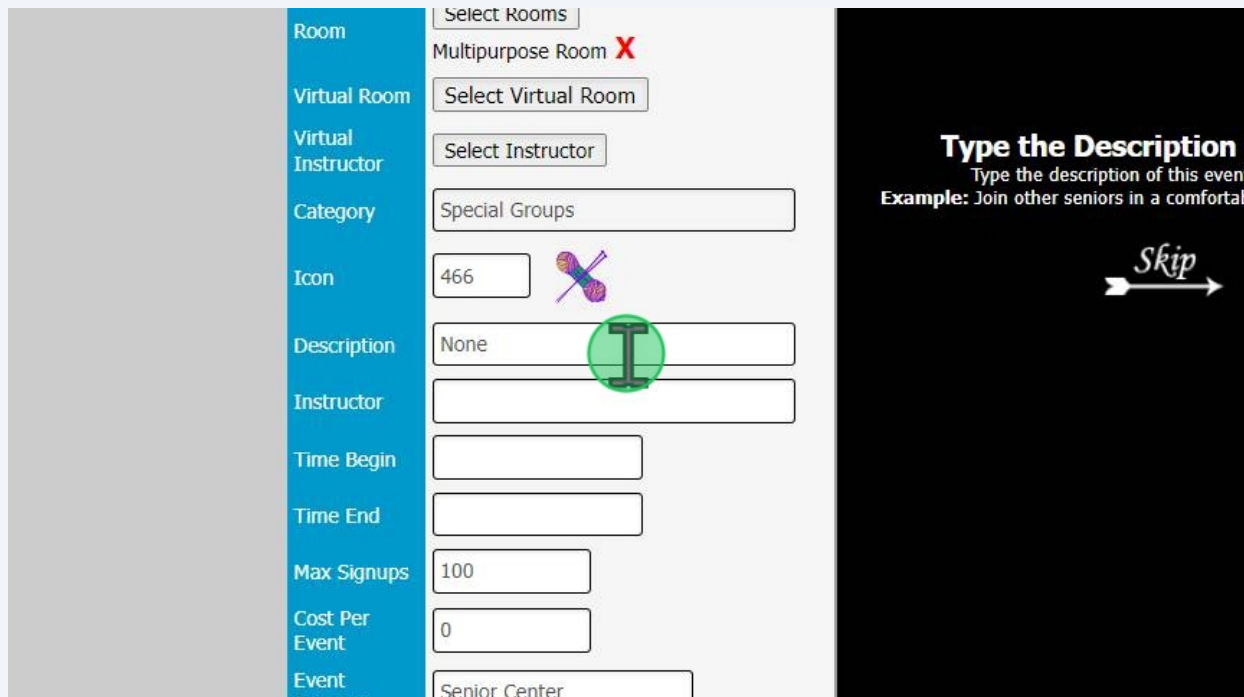 Room
Select Rooms
Multipurpose Room X
Virtual Room
Select Virtual Room
Virtual
Instructor
Select Instructor
Category
Special Groups
Icon
466
Description
None
Instructor
Time Begin
Time End
Max Signups
100
Cost Per
Event
0
Event
Senior Center
Type the Description
Type the description of this even
Example: Join other seniors in a comfortab
Skip